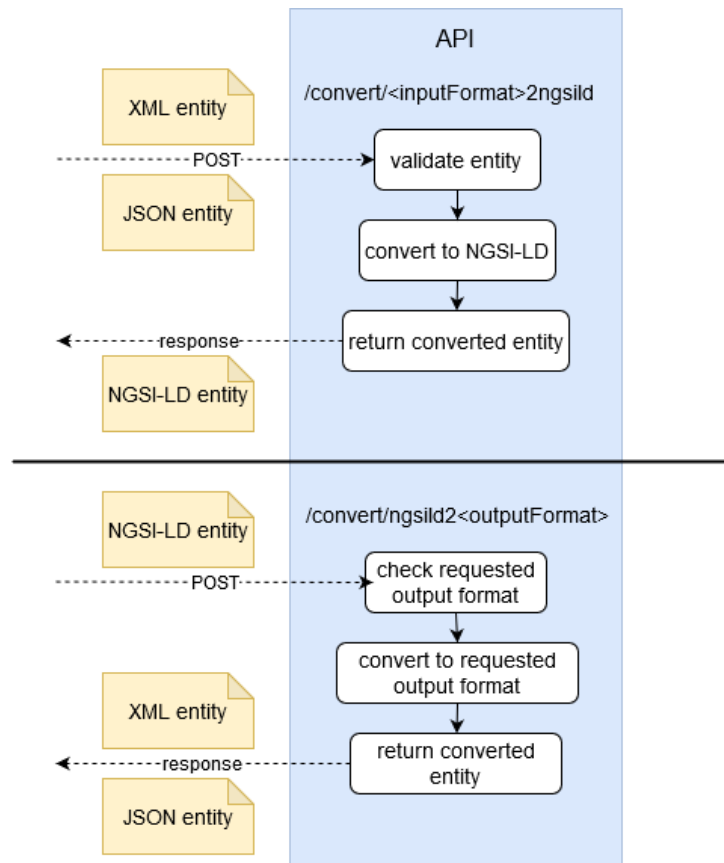 API
/convert/<inputFormat>2ngsild
XML entity
POST
validate entity
JSON entity
convert to NGSI-LD
response
return converted entity
NGSI-LD entity
NGSI-LD entity
/convert/ngsild2<outputFormat>
POST
check requested
output format
convert to requested
output format
XML entity
response
return converted
entity
JSON entity